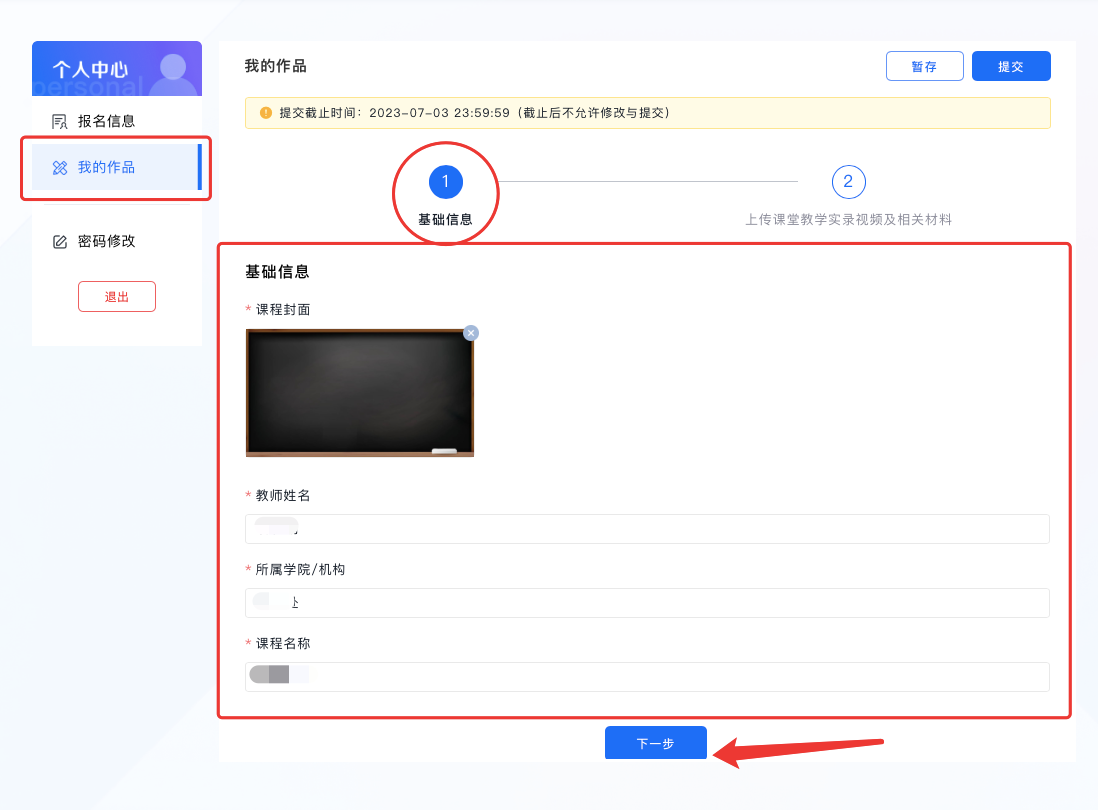 个人中心
personal
报名信息
我的作品
密码修改
退出
我的作品
暂存
提交
提交截止时间：2023-07-03 23:59:59（截止后不允许修改与提交）
1
基础信息
2
上传课堂教学实录视频及相关材料
基础信息
* 课程封面
* 教师姓名
* 所属学院/机构
* 课程名称
下一步